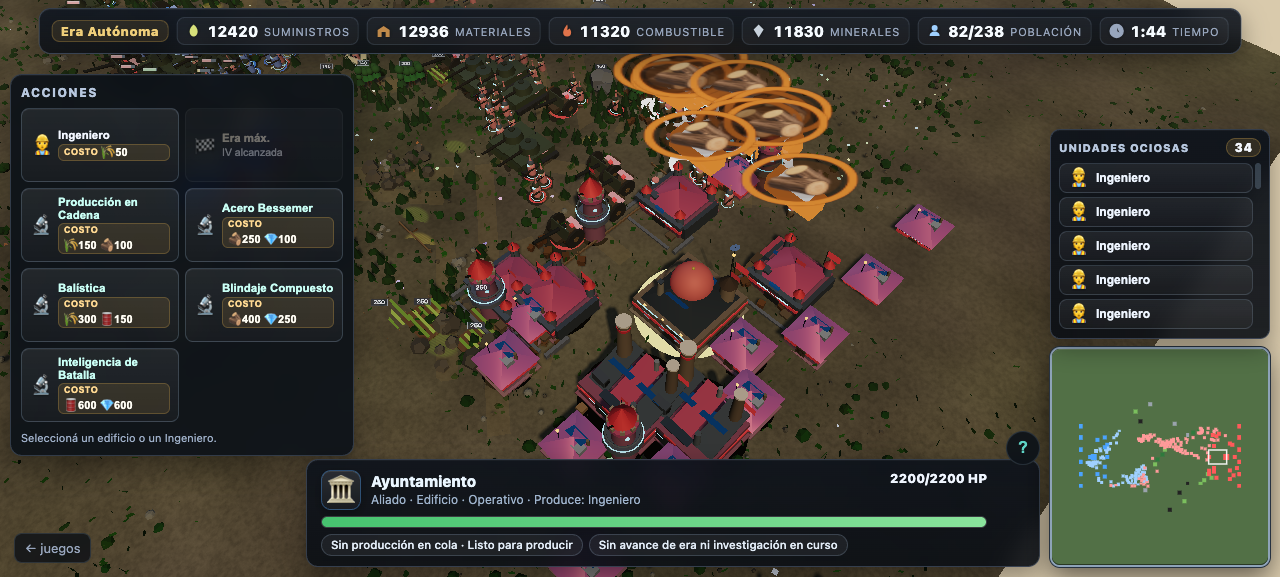 Era Autónoma
12420 SUMINISTROS
12936 MATERIALES
11320 COMBUSTIBLE
11830 MINERALES
82/238 POBLACIÓN
1:44 TIEMPO
ACCIONES
Ingeniero
COSTO 50
Era máx.
IV alcanzada
Producción en
Cadena
COSTO
150 100
Acero Bessemer
COSTO
250 100
Balística
COSTO
300 150
Blindaje Compuesto
COSTO
400 250
Inteligencia de
Batalla
COSTO
600 600
Seleccioná un edificio o un Ingeniero.
← juegos
250
250
250
250
UNIDADES OCIOSAS 34
Ingeniero
Ingeniero
Ingeniero
Ingeniero
Ingeniero
?
Ayuntamiento
2200/2200 HP
Aliado · Edificio · Operativo · Produce: Ingeniero
Sin producción en cola · Listo para producir
Sin avance de era ni investigación en curso